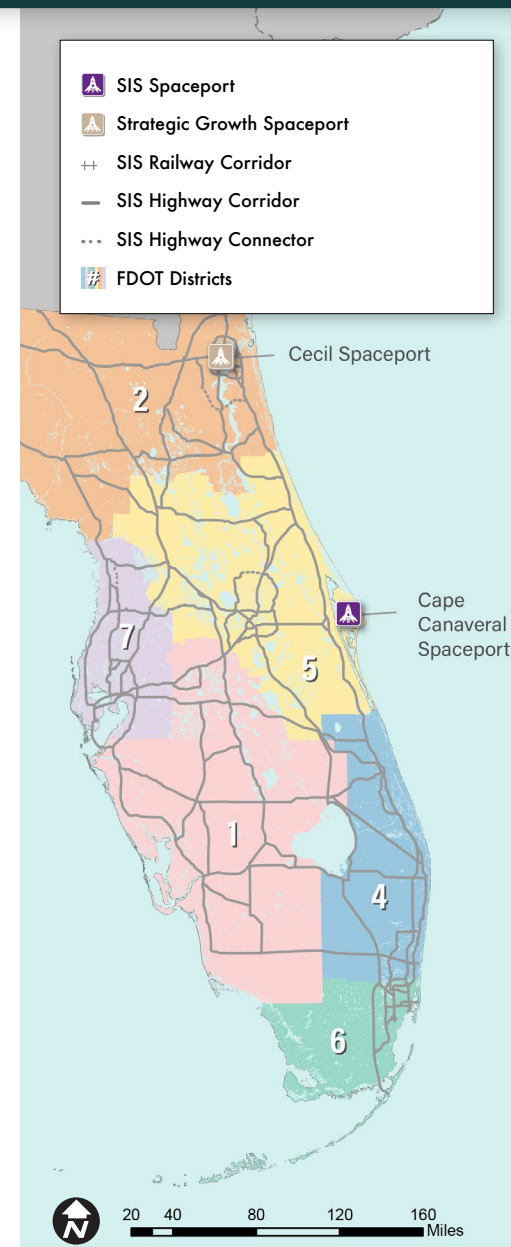 SIS Spaceport
Strategic Growth Spaceport
SIS Railway Corridor
SIS Highway Corridor
SIS Highway Connector
# FDOT Districts
Cecil Spaceport
2
Cape
Canaveral
Spaceport
7
5
1
4
6
N
20 40 80 120 160
Miles